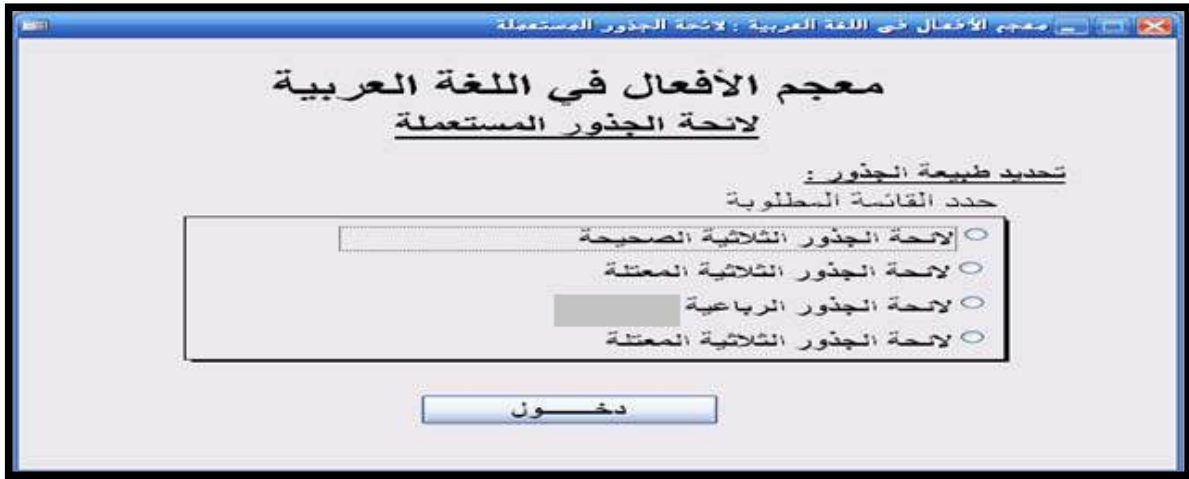 معجم الأفعال في اللغة العربية : لائحة الجذور المستعملة
معجم الأفعال في اللغة العربية
لائحة الجذور المستعملة
تحديد طبيعة الجذور :
حدد القائمة المطلوبة
لائحة الجذور الثلاثية الصحيحة
لائحة الجذور الثلاثية المعتلة
لائحة الجذور الرباعية
لائحة الجذور الثلاثية المعتلة
دخــــول